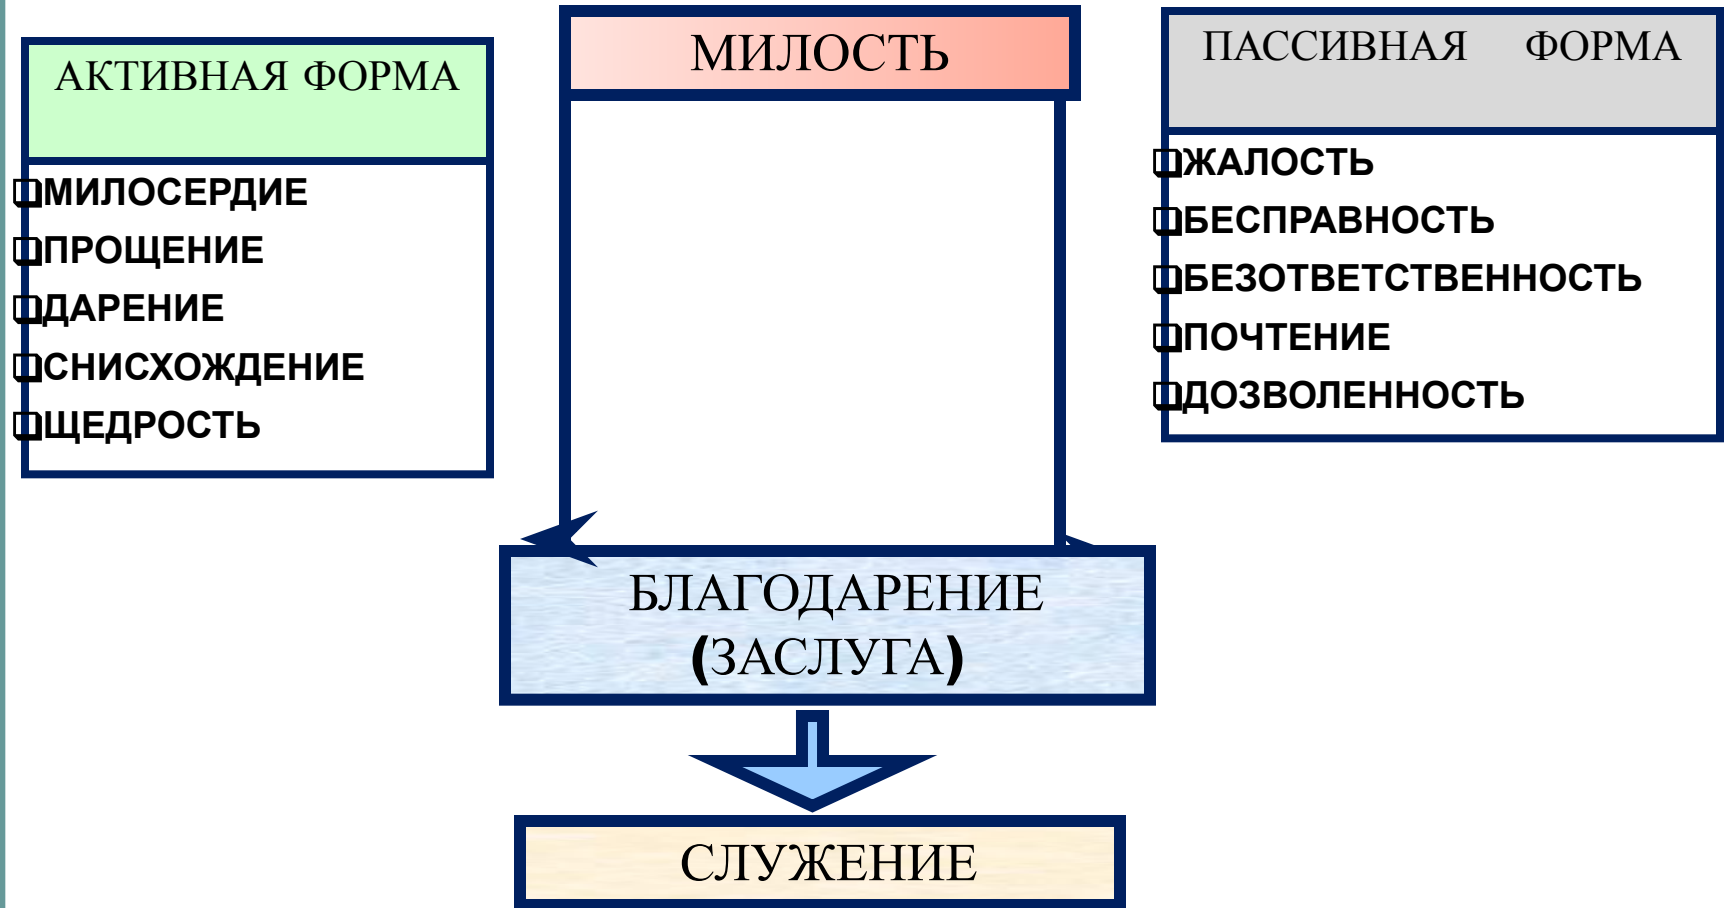 МИЛОСТЬ
АКТИВНАЯ ФОРМА
❑МИЛОСЕРДИЕ
❑ПРОЩЕНИЕ
❑ДАРЕНИЕ
❑СНИСХОЖДЕНИЕ
❑ЩЕДРОСТЬ
ПАССИВНАЯ ФОРМА
❑ЖАЛОСТЬ
❑БЕСПРАВНОСТЬ
❑БЕЗОТВЕТСТВЕННОСТЬ
❑ПОЧТЕНИЕ
❑ДОЗВОЛЕННОСТЬ
БЛАГОДАРЕНИЕ
(ЗАСЛУГА)
СЛУЖЕНИЕ